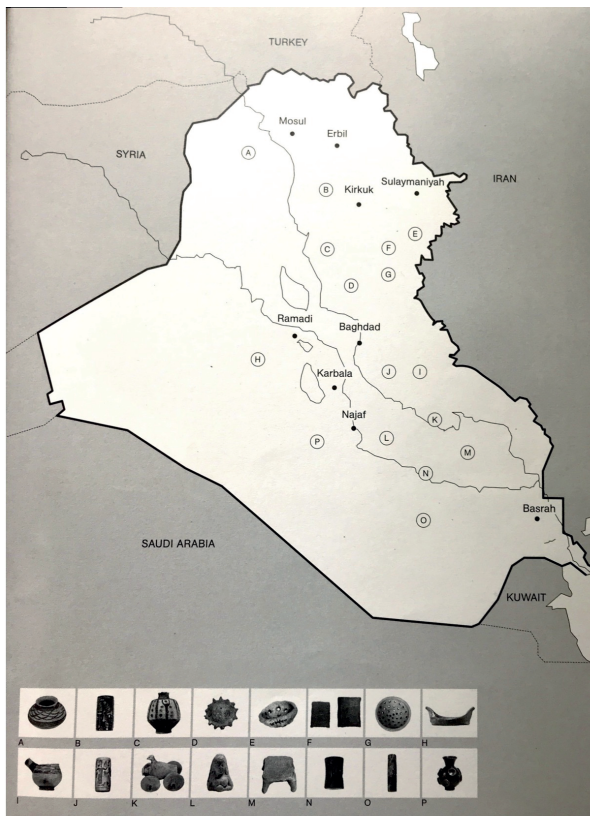 TURKEY
Mosul
Erbil
SYRIA
A
Sulaymaniyah
IRAN
B
Kirkuk
E
C
F
G
D
Ramadi
Baghdad
H
J
I
Karbala
K
Najaf
P
L
M
N
Basrah
O
SAUDI ARABIA
KUWAIT
A B C D E F G H
I J K L M N O P